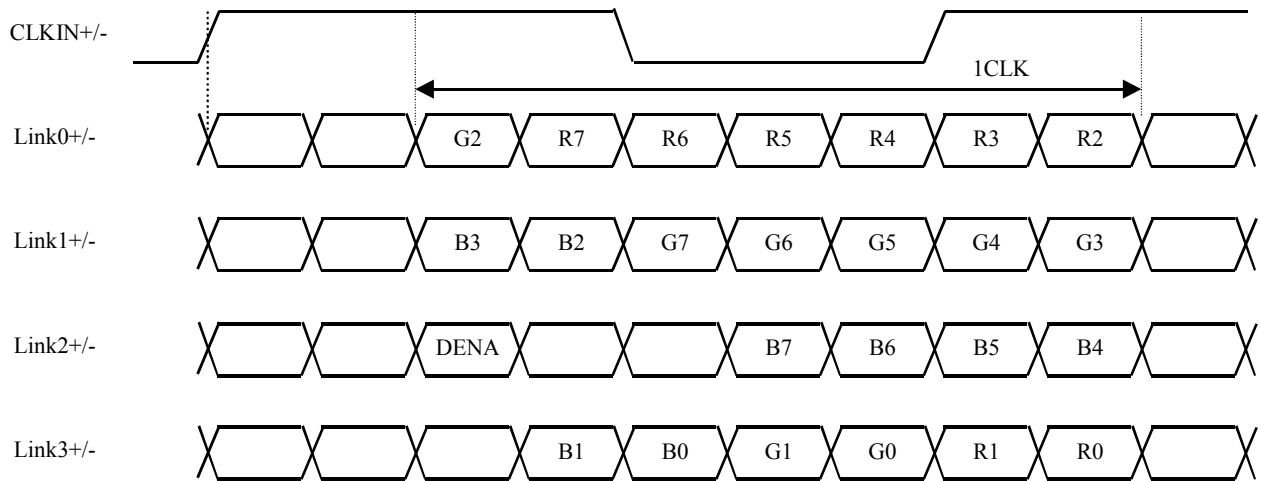 CLKIN+/-
1CLK
Link0+/- G2 R7 R6 R5 R4 R3 R2
Link1+/- B3 B2 G7 G6 G5 G4 G3
Link2+/- DENA B7 B6 B5 B4
Link3+/- B1 B0 G1 G0 R1 R0